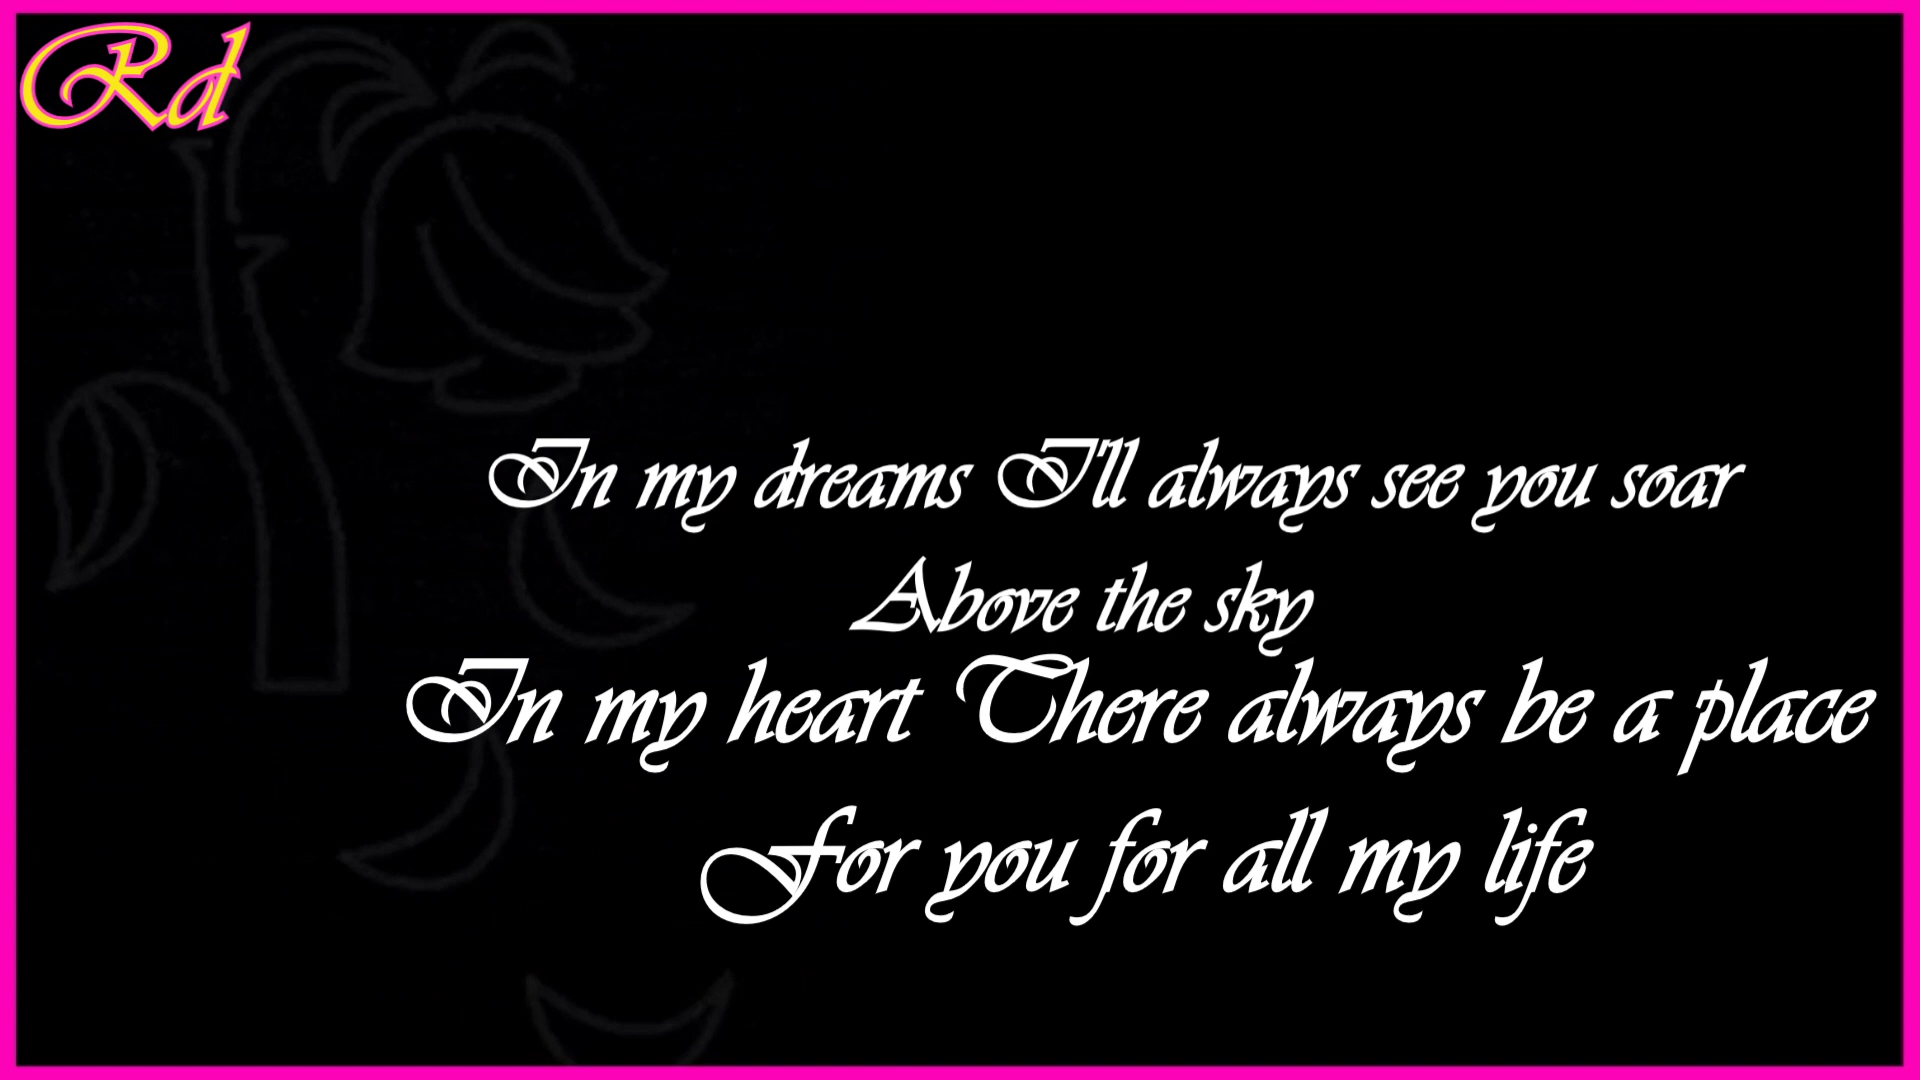 Rd
In my dreams I'll always see you soar
Above the sky
In my heart There always be a place
For you for all my life